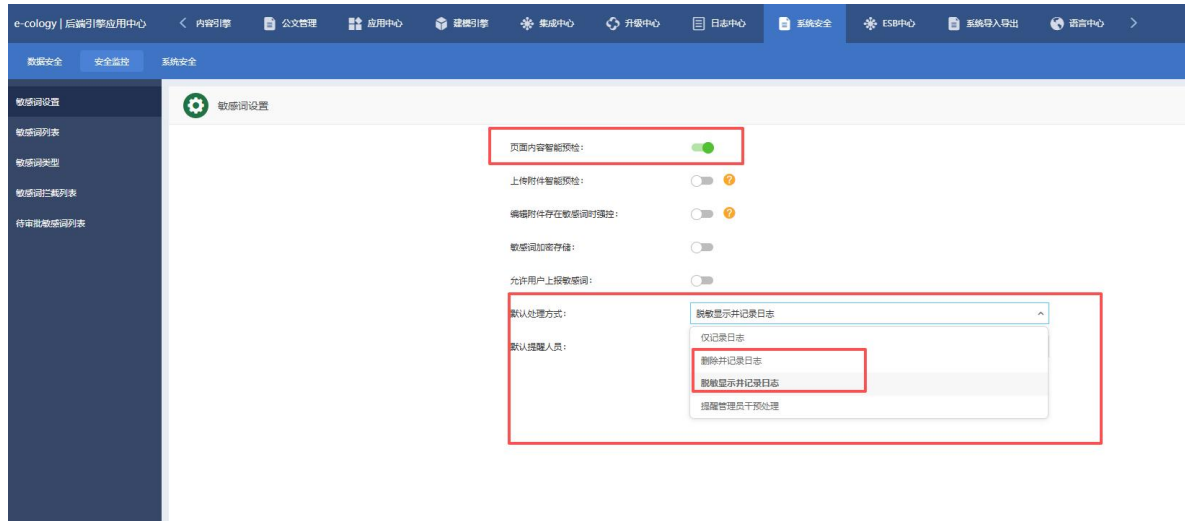 e-cology | 后端引擎应用中心 内容引擎 公文管理 应用中心 建模引擎 集成中心 升级中心 日志中心 系统安全 ESB中心 系统导入导出 语言中心
数据安全 安全监控 系统安全
敏感词设置
敏感词列表
敏感词类型
敏感词拦截列表
待审批敏感词列表
敏感词设置
页面内容智能预检：
上传附件智能预检： ?
编辑附件存在敏感词时强控： ?
敏感词加密存储：
允许用户上报敏感词：
默认处理方式： 脱敏显示并记录日志
仅记录日志
默认提醒人员：
删除并记录日志
脱敏显示并记录日志
提醒管理员干预处理